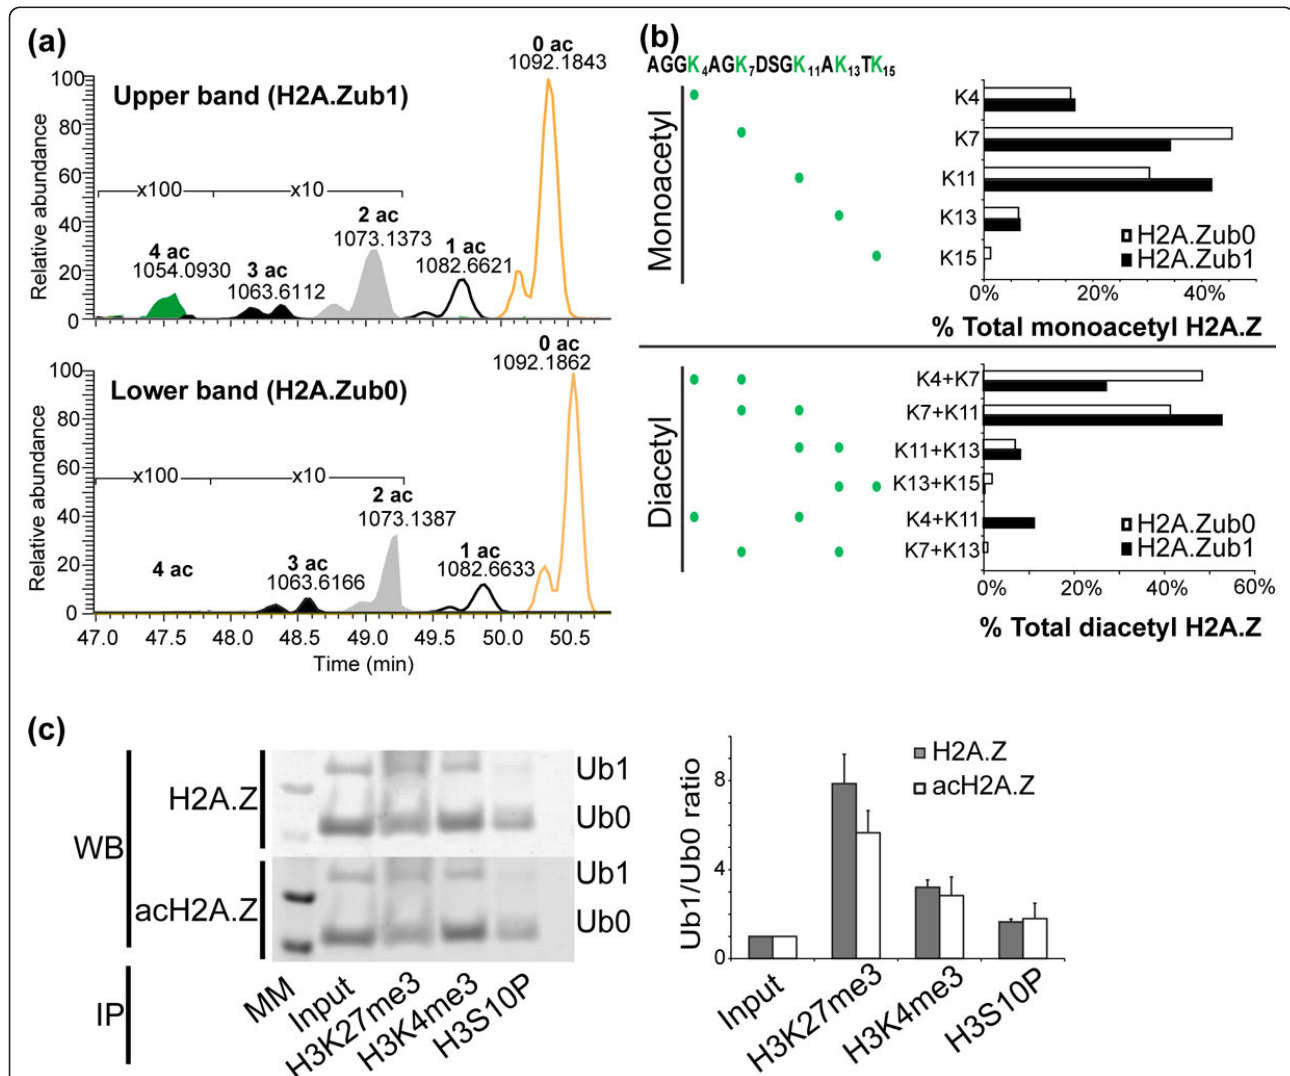 (a)
0 ac
1092.1843
Upper band (H2A.Zub1)
x100
x10
2 ac
1073.1373
1 ac
1082.6621
4 ac
1054.0930
3 ac
1063.6112
Relative abundance
100
80
60
40
20
0
0 ac
1092.1862
Lower band (H2A.Zub0)
x100
x10
2 ac
1073.1387
1 ac
1082.6633
3 ac
1063.6166
4 ac
Relative abundance
100
80
60
40
20
0
47.0 47.5 48.0 48.5 49.0 49.5 50.0 50.5
Time (min)
(b)
AGGK4AGK7DSGK11AK13TK15
Monoacetyl
K4
K7
K11
K13
K15
H2A.Zub0
H2A.Zub1
0% 20% 40%
% Total monoacetyl H2A.Z
Diacetyl
K4+K7
K7+K11
K11+K13
K13+K15
K4+K11
K7+K13
H2A.Zub0
H2A.Zub1
0% 20% 40% 60%
% Total diacetyl H2A.Z
(c)
WB
H2A.Z
Ub1
Ub0
acH2A.Z
Ub1
Ub0
IP
MM Input H3K27me3 H3K4me3 H3S10P
Ub1/Ub0 ratio
8
4
0
H2A.Z
acH2A.Z
Input H3K27me3 H3K4me3 H3S10P